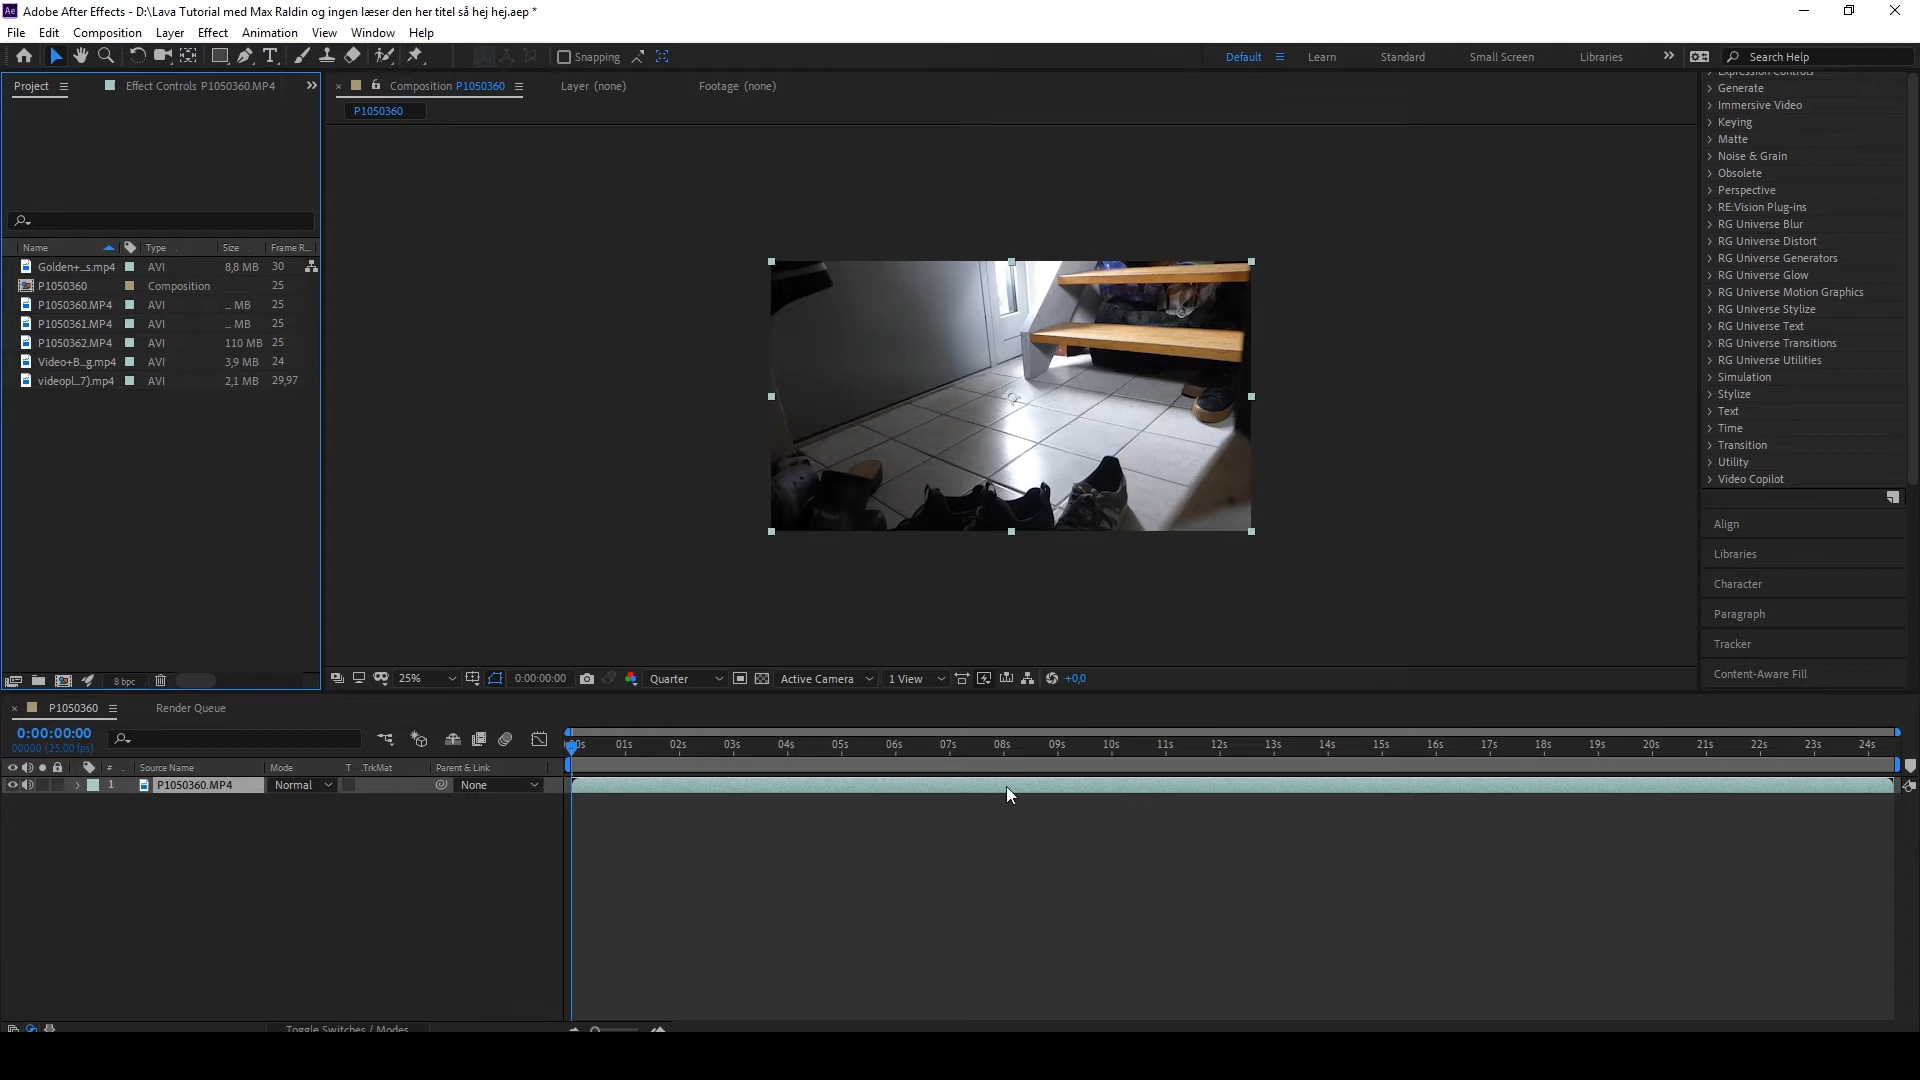 Adobe After Effects - D:\Lava Tutorial med Max Raldin og ingen læser den her titel så hej hej.aep *
File Edit Composition Layer Effect Animation View Window Help
Snapping Default Learn Standard Small Screen Libraries Search Help
Project Effect Controls P1050360.MP4
Composition P1050360 Layer (none) Footage (none)
P1050360
Name Type Size Frame R...
Golden+...s.mp4 AVI 8,8 MB 30
P1050360 Composition 25
P1050360.MP4 AVI ... MB 25
P1050361.MP4 AVI ... MB 25
P1050362.MP4 AVI 110 MB 25
Video+B...g.mp4 AVI 3,9 MB 24
videopl...7).mp4 AVI 2,1 MB 29,97
Expression Controls
Generate
Immersive Video
Keying
Matte
Noise & Grain
Obsolete
Perspective
RE:Vision Plug-ins
RG Universe Blur
RG Universe Distort
RG Universe Generators
RG Universe Glow
RG Universe Motion Graphics
RG Universe Stylize
RG Universe Text
RG Universe Transitions
RG Universe Utilities
Simulation
Stylize
Text
Time
Transition
Utility
Video Copilot
Align
Libraries
Character
Paragraph
Tracker
Content-Aware Fill
8 bpc
25% 0:00:00:00 Quarter Active Camera 1 View +0,0
P1050360 Render Queue
0:00:00:00
00000 (25.00 fps)
00s 01s 02s 03s 04s 05s 06s 07s 08s 09s 10s 11s 12s 13s 14s 15s 16s 17s 18s 19s 20s 21s 22s 23s 24s
# Source Name Mode T .TrkMat Parent & Link
1 P1050360.MP4 Normal None
Toggle Switches / Modes